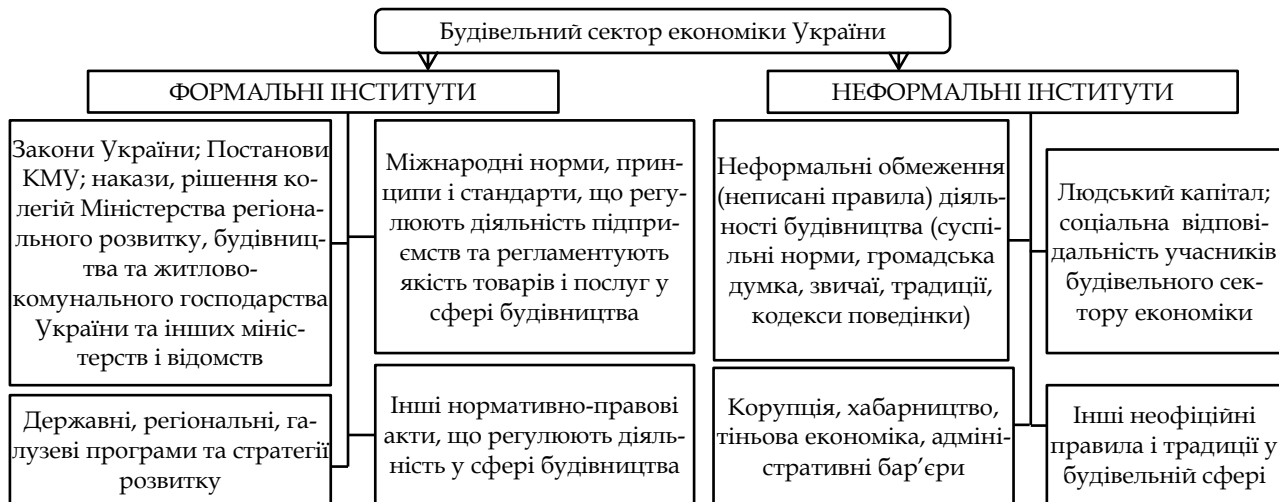 Будівельний сектор економіки України
ФОРМАЛЬНІ ІНСТИТУТИ
НЕФОРМАЛЬНІ ІНСТИТУТИ
Закони України; Постанови
КМУ; накази, рішення ко-
легій Міністерства регіона-
льного розвитку, будівниц-
тва та житлово-
комунального господарства
України та інших мініс-
терств і відомств
Міжнародні норми, прин-
ципи і стандарти, що регу-
люють діяльність підпри-
ємств та регламентують
якість товарів і послуг у
сфері будівництва
Неформальні обмеження
(неписані правила) діяль-
ності будівництва (суспі-
льні норми, громадська
думка, звичаї, традиції,
кодекси поведінки)
Людський капітал;
соціальна відпові-
дальність учасників
будівельного сек-
тору економіки
Державні, регіональні, га-
лузеві програми та стратегії
розвитку
Інші нормативно-правові
акти, що регулюють діяль-
ність у сфері будівництва
Корупція, хабарництво,
тіньова економіка, адміні-
стративні бар’єри
Інші неофіційні
правила і традиції у
будівельній сфері